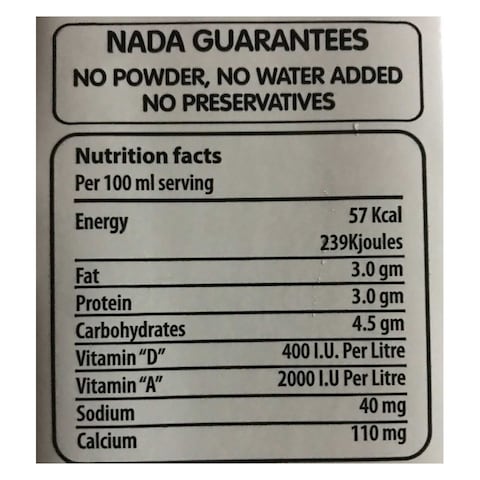 NADA GUARANTEES
NO POWDER, NO WATER ADDED
NO PRESERVATIVES
Nutrition facts
Per 100 ml serving
Energy 57 Kcal
239Kjoules
Fat 3.0 gm
Protein 3.0 gm
Carbohydrates 4.5 gm
Vitamin "D" 400 I.U. Per Litre
Vitamin "A" 2000 I.U Per Litre
Sodium 40 mg
Calcium 110 mg